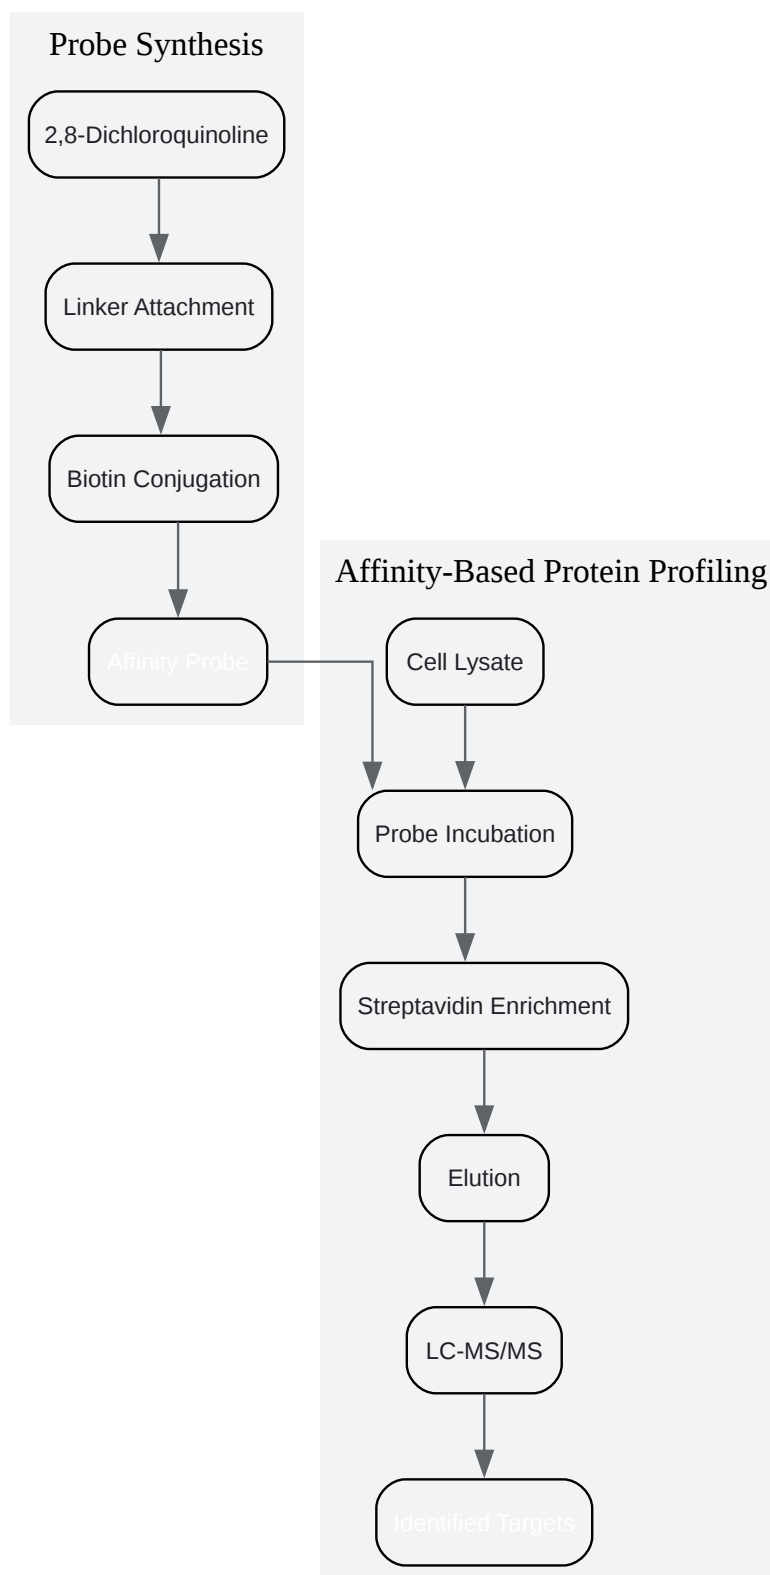 Probe Synthesis
2,8-Dichloroquinoline
Linker Attachment
Biotin Conjugation
Affinity Probe
Affinity-Based Protein Profiling
Cell Lysate
Probe Incubation
Streptavidin Enrichment
Elution
LC-MS/MS
Identified Targets